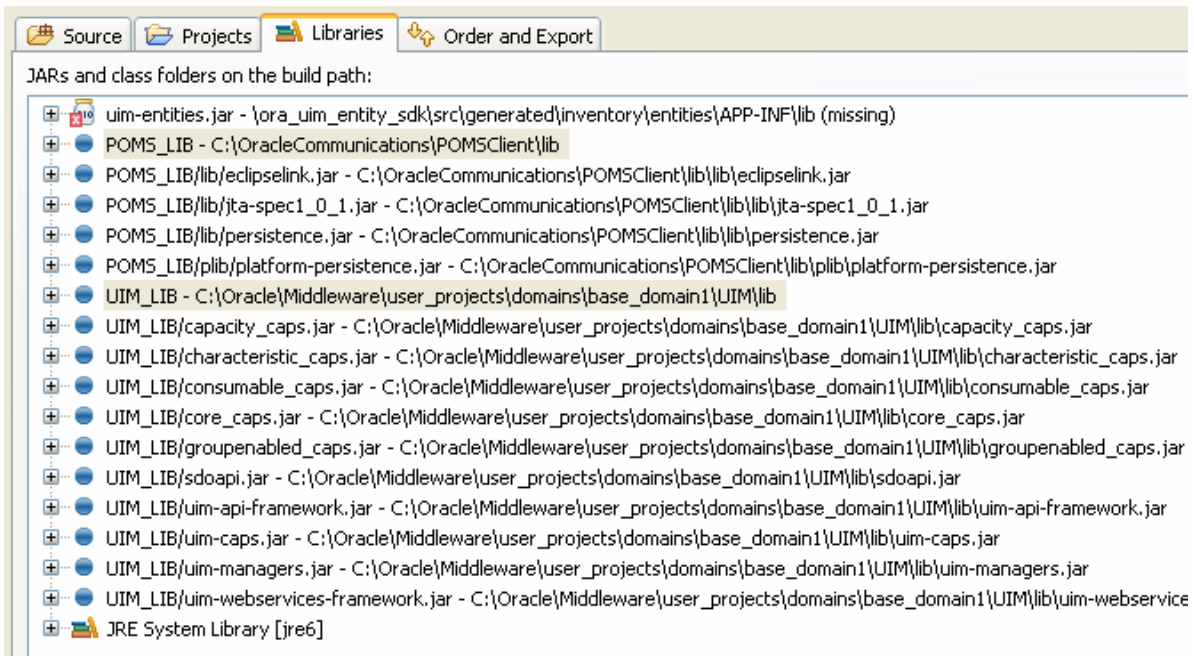 Source Projects Libraries Order and Export
JARs and class folders on the build path:
uim-entities.jar - \ora_uim_entity_sdk\src\generated\inventory\entities\APP-INF\lib (missing)
POMS_LIB - C:\OracleCommunications\POMSClient\lib
POMS_LIB/lib/eclipselink.jar - C:\OracleCommunications\POMSClient\lib\lib\eclipselink.jar
POMS_LIB/lib/jta-spec1_0_1.jar - C:\OracleCommunications\POMSClient\lib\lib\jta-spec1_0_1.jar
POMS_LIB/lib/persistence.jar - C:\OracleCommunications\POMSClient\lib\lib\persistence.jar
POMS_LIB/plib/platform-persistence.jar - C:\OracleCommunications\POMSClient\lib\plib\platform-persistence.jar
UIM_LIB - C:\Oracle\Middleware\user_projects\domains\base_domain1\UIM\lib
UIM_LIB/capacity_caps.jar - C:\Oracle\Middleware\user_projects\domains\base_domain1\UIM\lib\capacity_caps.jar
UIM_LIB/characteristic_caps.jar - C:\Oracle\Middleware\user_projects\domains\base_domain1\UIM\lib\characteristic_caps.jar
UIM_LIB/consumable_caps.jar - C:\Oracle\Middleware\user_projects\domains\base_domain1\UIM\lib\consumable_caps.jar
UIM_LIB/core_caps.jar - C:\Oracle\Middleware\user_projects\domains\base_domain1\UIM\lib\core_caps.jar
UIM_LIB/groupenabled_caps.jar - C:\Oracle\Middleware\user_projects\domains\base_domain1\UIM\lib\groupenabled_caps.jar
UIM_LIB/sdoapi.jar - C:\Oracle\Middleware\user_projects\domains\base_domain1\UIM\lib\sdoapi.jar
UIM_LIB/uim-api-framework.jar - C:\Oracle\Middleware\user_projects\domains\base_domain1\UIM\lib\uim-api-framework.jar
UIM_LIB/uim-caps.jar - C:\Oracle\Middleware\user_projects\domains\base_domain1\UIM\lib\uim-caps.jar
UIM_LIB/uim-managers.jar - C:\Oracle\Middleware\user_projects\domains\base_domain1\UIM\lib\uim-managers.jar
UIM_LIB/uim-webservices-framework.jar - C:\Oracle\Middleware\user_projects\domains\base_domain1\UIM\lib\uim-webservice
JRE System Library [jre6]